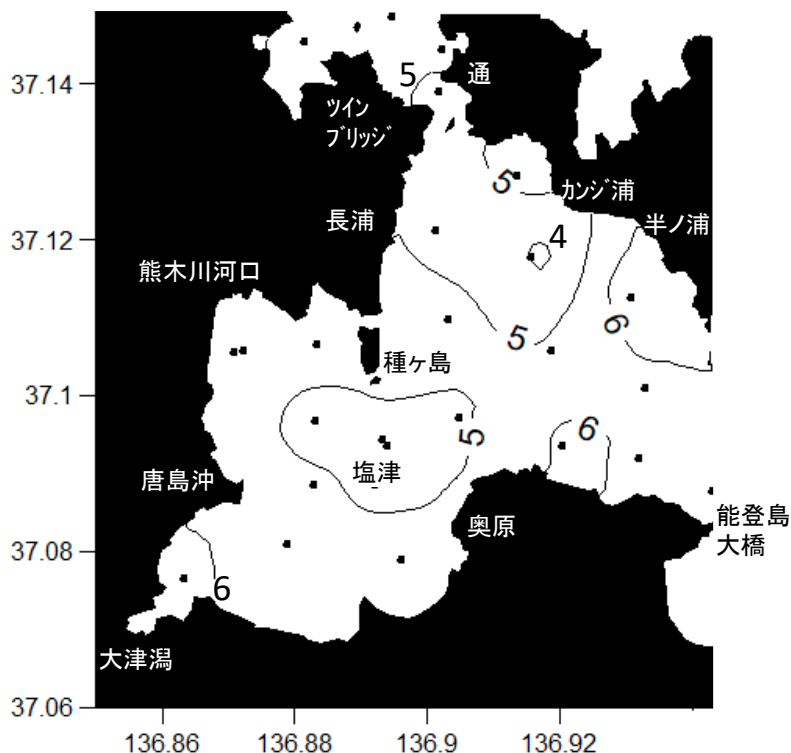 37.14
5
通
ﾂｲﾝ
ﾌﾞﾘｯｼﾞ
5
ｶﾝｼﾞ浦
37.12
長浦
4
半ノ浦
熊木川河口
6
5
37.1
種ヶ島
5
6
塩津
唐島沖
奥原
能登島
大橋
37.08
6
大津潟
37.06
136.86
136.88
136.9
136.92